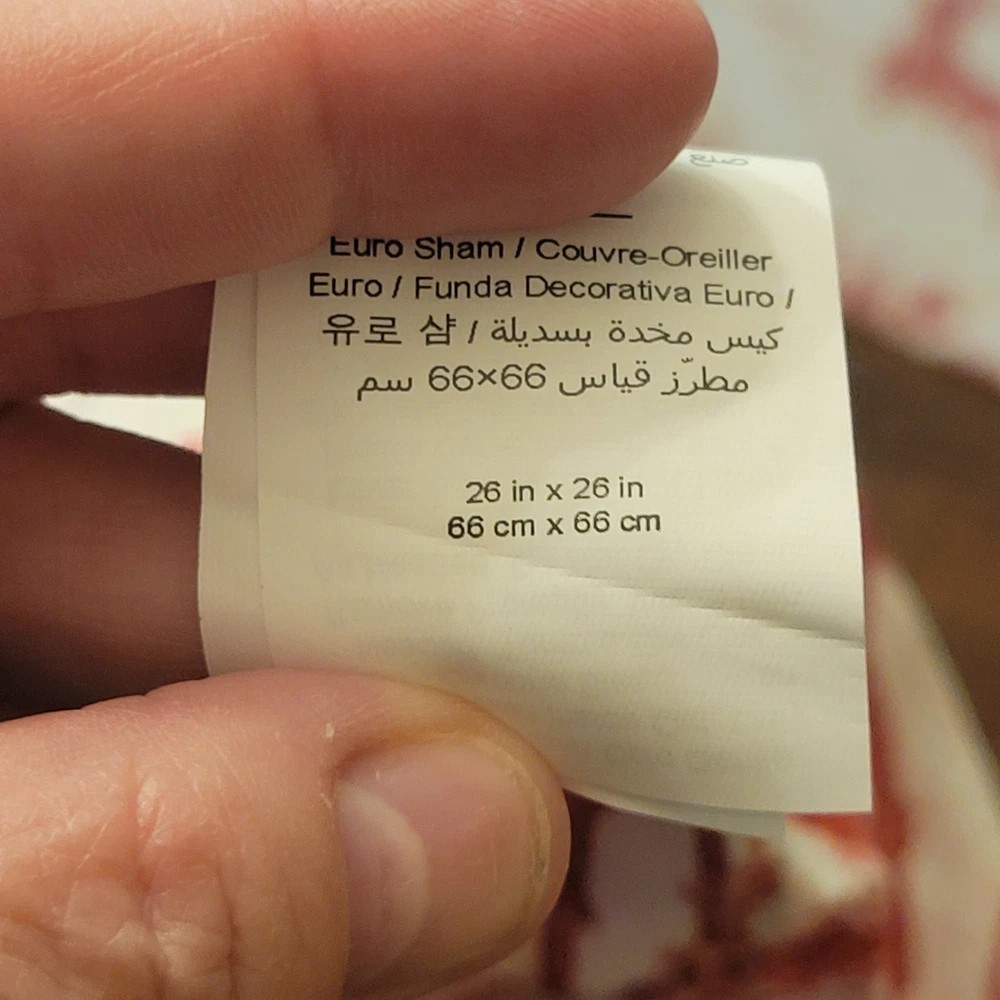 صنع
Euro Sham / Couvre-Oreiller
Euro / Funda Decorativa Euro /
유로 샴 / كيس مخدة بسديلة
مطرّز قياس 66×66 سم
26 in x 26 in
66 cm x 66 cm